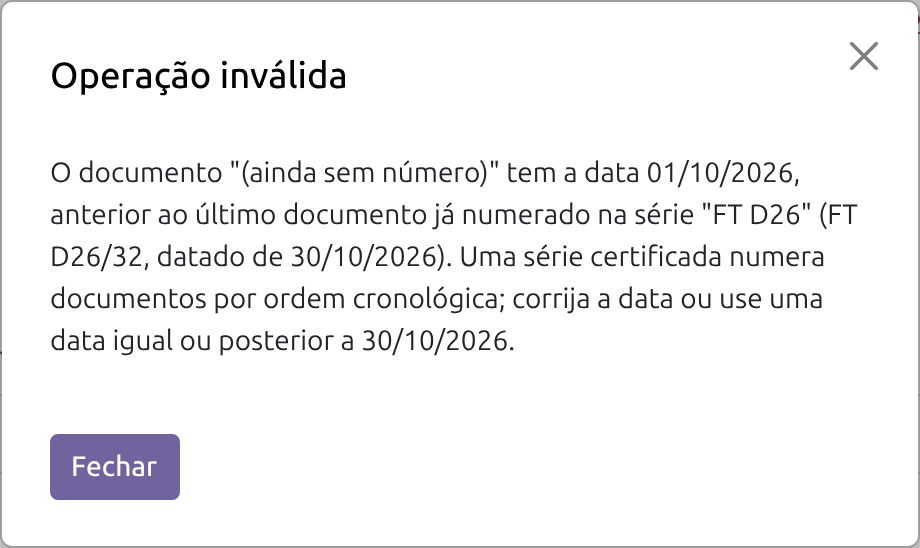 Operação inválida
O documento "(ainda sem número)" tem a data 01/10/2026,
anterior ao último documento já numerado na série "FT D26" (FT
D26/32, datado de 30/10/2026). Uma série certificada numera
documentos por ordem cronológica; corrija a data ou use uma
data igual ou posterior a 30/10/2026.
Fechar